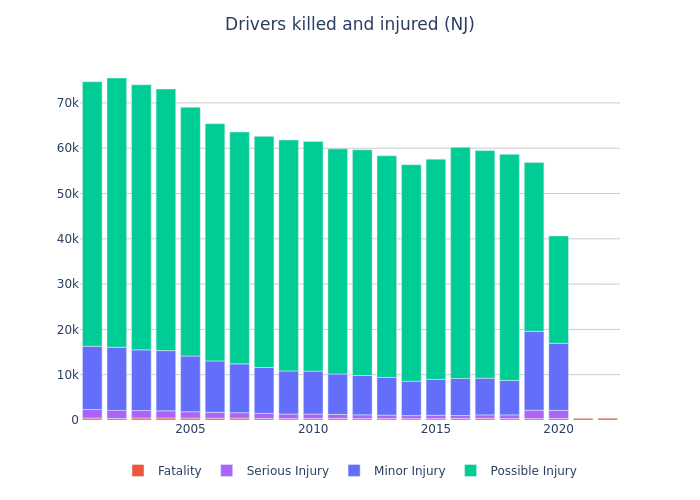 Drivers killed and injured (NJ)
70k
60k
50k
40k
30k
20k
10k
0
2005 2010 2015 2020
Fatality Serious Injury Minor Injury Possible Injury